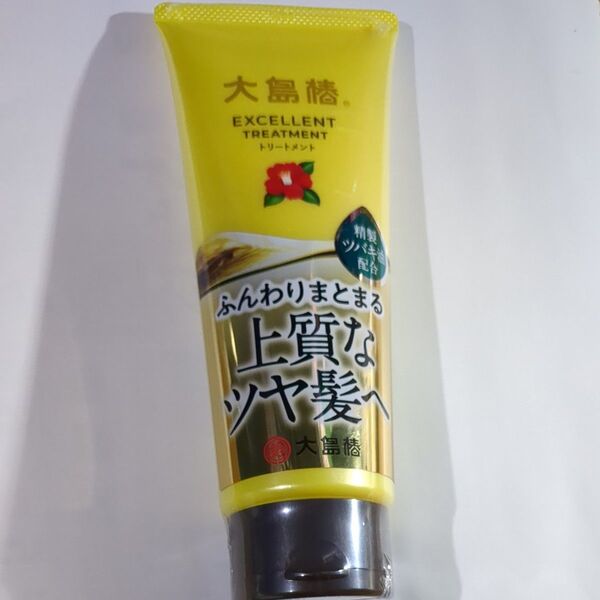 大島椿®
EXCELLENT
TREATMENT
トリートメント
精製
ツバキ油
配合
ふんわりまとまる
上質な
ツヤ髪へ
大島椿